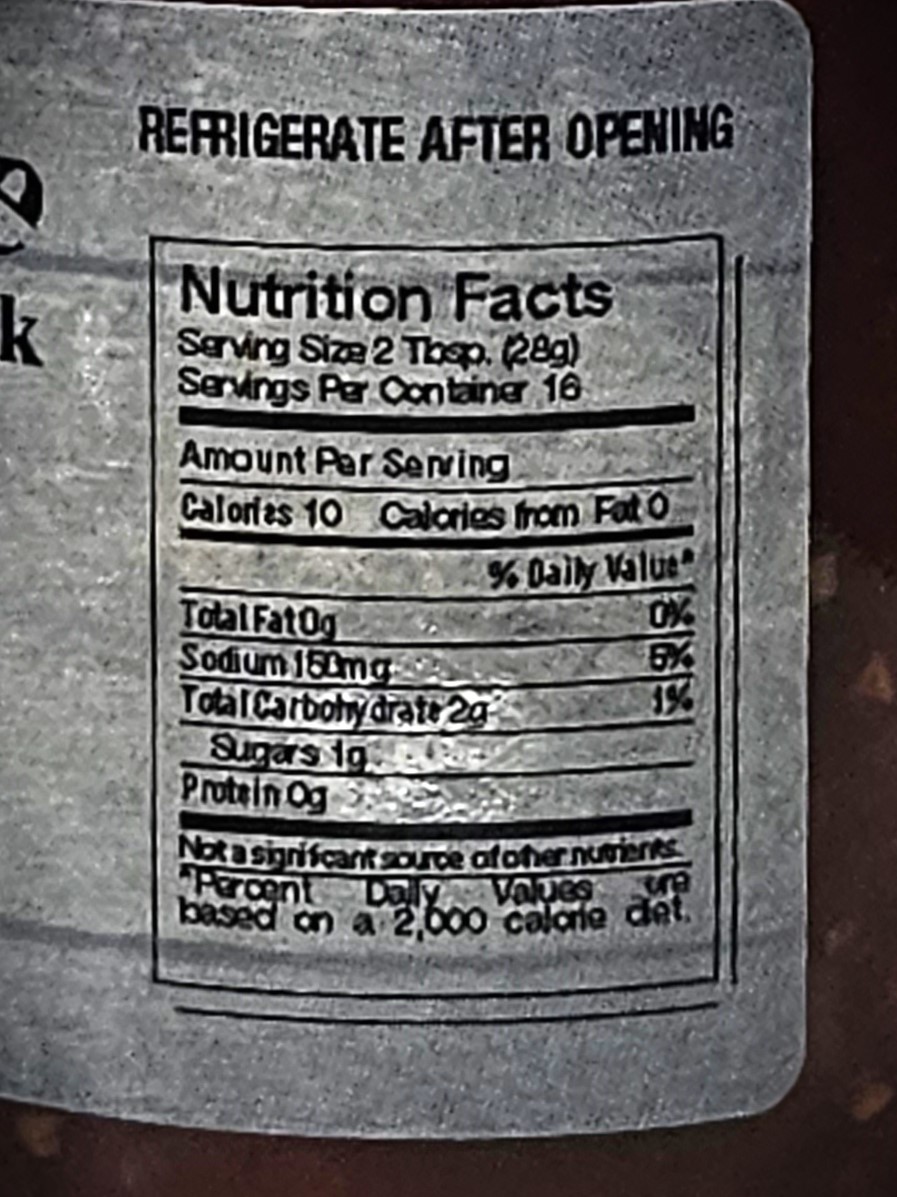 REFRIGERATE AFTER OPENING
k
Nutrition Facts
Serving Size 2 Tbsp. (28g)
Servings Per Container 16
Amount Per Serving
Calories 10 Calories from Fat 0
% Daily Value*
Total Fat 0g 0%
Sodium 150mg 6%
Total Carbohydrate 2g 1%
Sugars 1g
Protein 0g
Not a significant source of other nutrients.
*Percent Daily Values are
based on a 2,000 calorie diet.